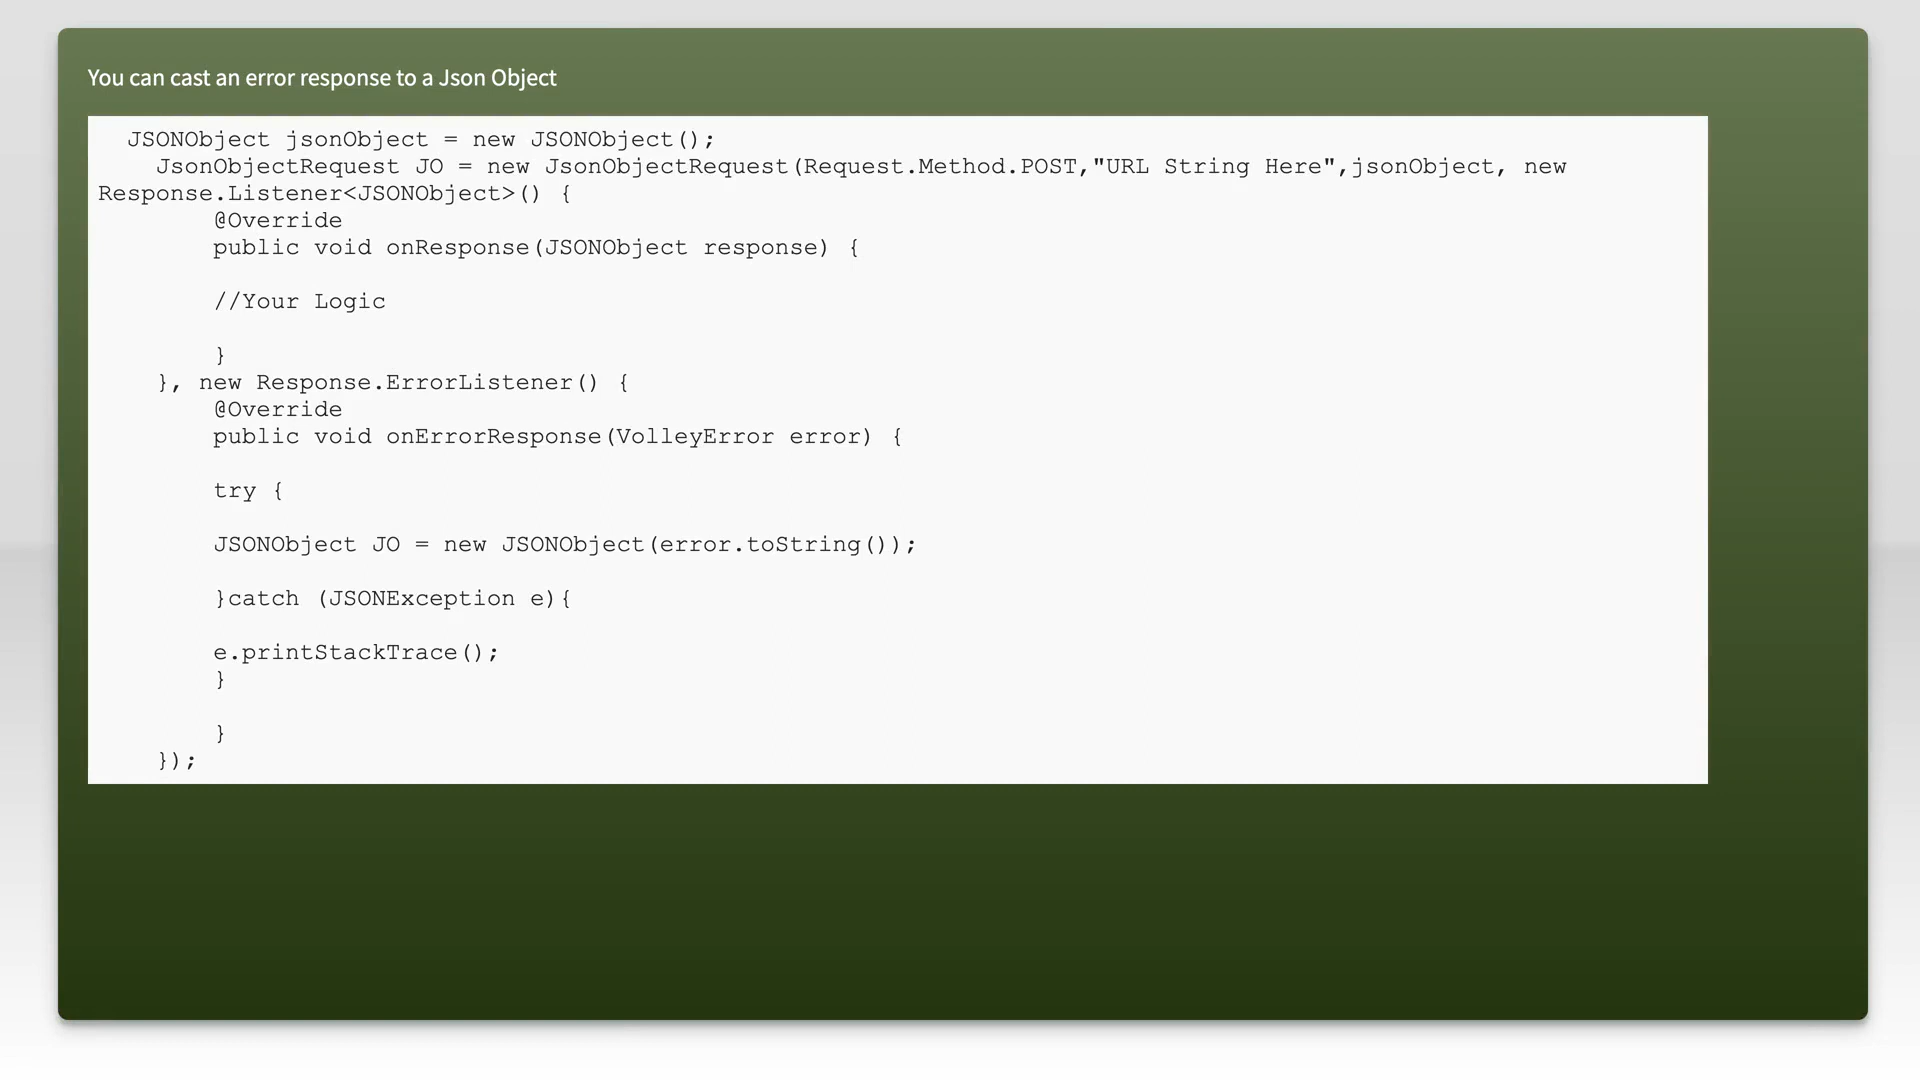 You can cast an error response to a Json Object
JSONObject jsonObject = new JSONObject();
JsonObjectRequest JO = new JsonObjectRequest(Request.Method.POST,"URL String Here",jsonObject, new
Response.Listener<JSONObject>() {
@Override
public void onResponse(JSONObject response) {
//Your Logic
}
}, new Response.ErrorListener() {
@Override
public void onErrorResponse(VolleyError error) {
try {
JSONObject JO = new JSONObject(error.toString());
}catch (JSONException e){
e.printStackTrace();
}
}
});